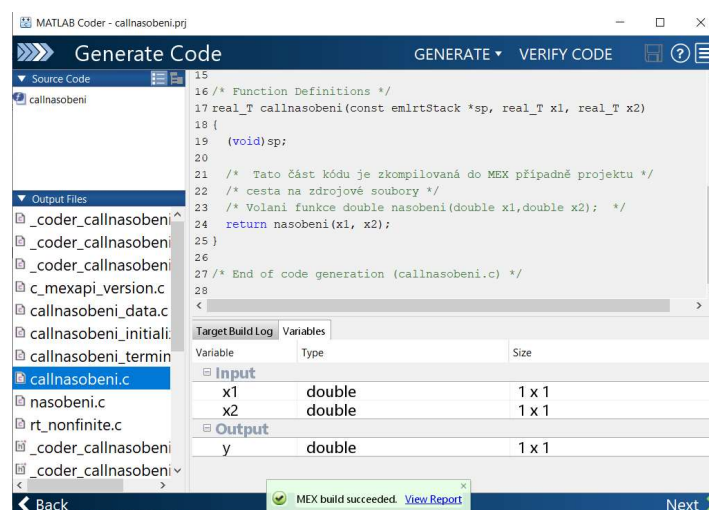 MATLAB Coder - callnasobeni.prj
Generate Code
GENERATE
VERIFY CODE
Source Code
callnasobeni
Output Files
_coder_callnasobeni
_coder_callnasobeni
_coder_callnasobeni
c_mexapi_version.c
callnasobeni_data.c
callnasobeni_initiali
callnasobeni_termin
callnasobeni.c
nasobeni.c
rt_nonfinite.c
_coder_callnasobeni
_coder_callnasobeni
15
16 /* Function Definitions */
17 real_T callnasobeni(const emlrtStack *sp, real_T x1, real_T x2)
18 {
19 (void)sp;
20
21 /* Tato část kódu je zkompilovaná do MEX případně projektu */
22 /* cesta na zdrojové soubory */
23 /* Volani funkce double nasobeni(double x1,double x2); */
24 return nasobeni(x1, x2);
25 }
26
27 /* End of code generation (callnasobeni.c) */
28
Target Build Log Variables
Variable Type Size
Input
x1 double 1 x 1
x2 double 1 x 1
Output
y double 1 x 1
MEX build succeeded. View Report
Back
Next